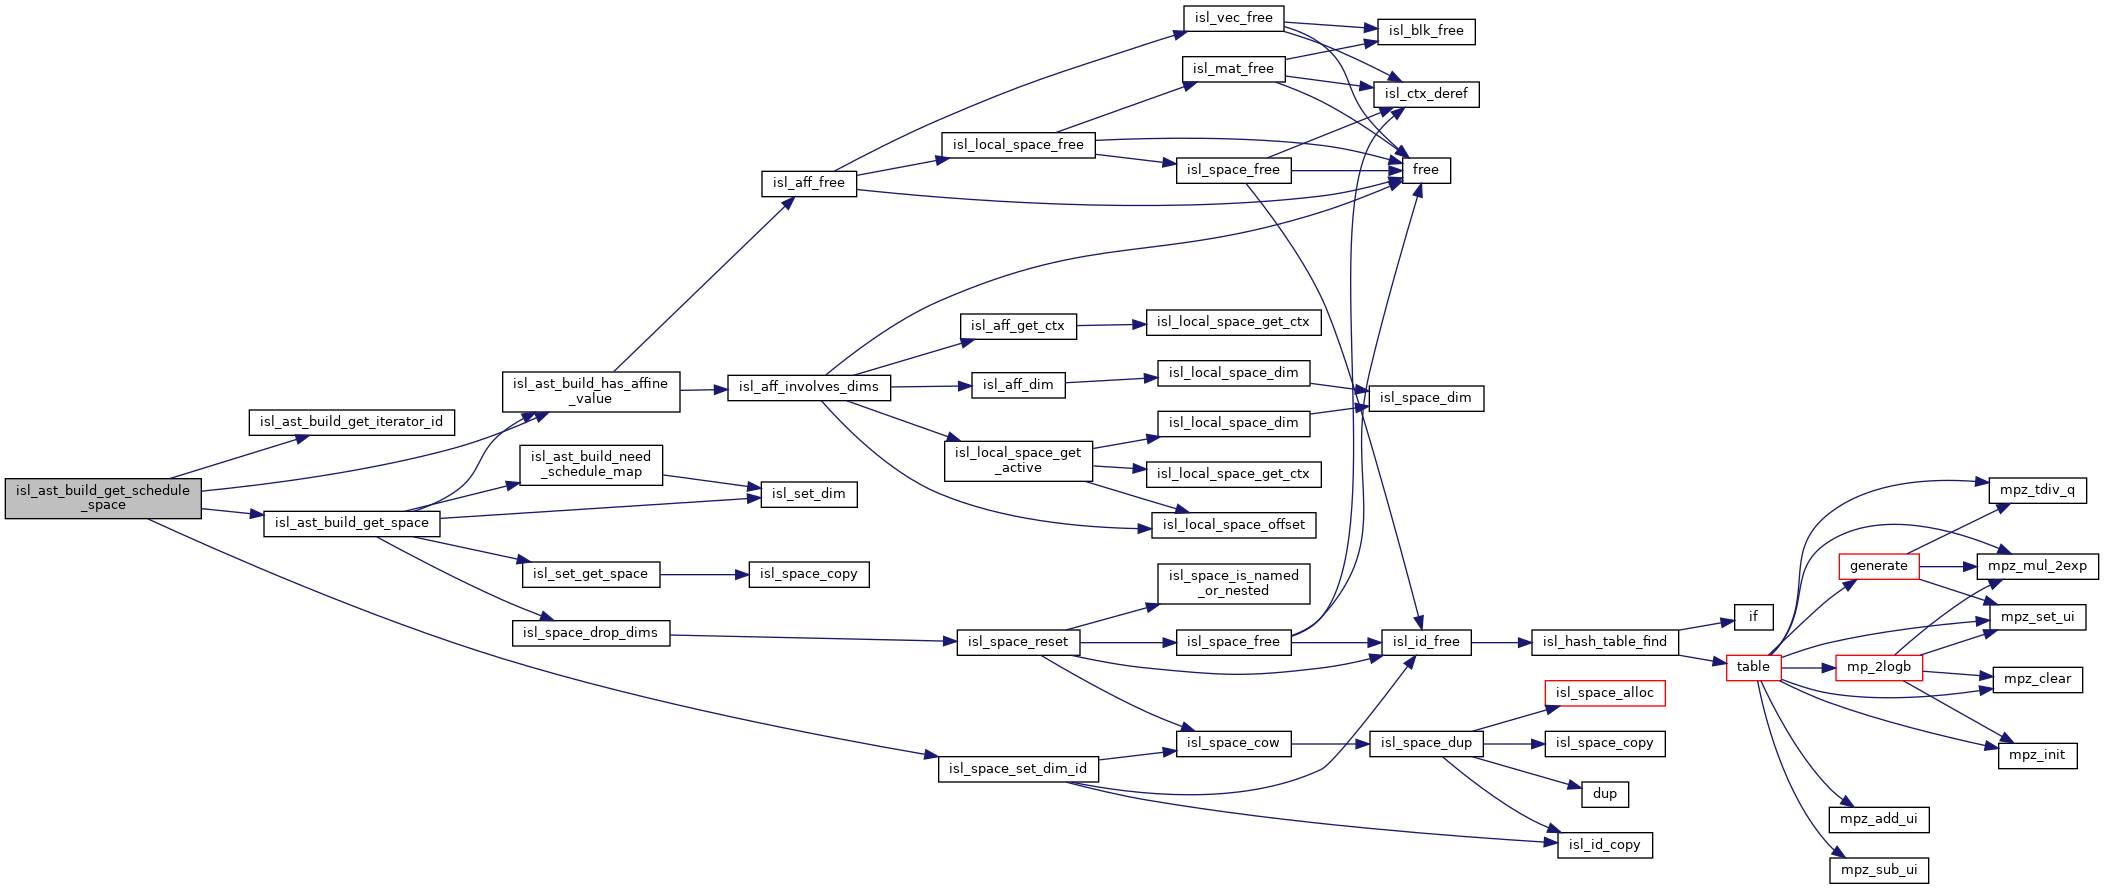 isl_vec_free
isl_blk_free
isl_mat_free
isl_ctx_deref
isl_local_space_free
isl_space_free
free
isl_aff_free
isl_aff_get_ctx
isl_local_space_get_ctx
isl_ast_build_has_affine
_value
isl_aff_involves_dims
isl_aff_dim
isl_local_space_dim
isl_space_dim
isl_ast_build_get_iterator_id
isl_local_space_dim
isl_ast_build_need
_schedule_map
isl_local_space_get
_active
isl_local_space_get_ctx
isl_ast_build_get_schedule
_space
isl_set_dim
isl_ast_build_get_space
isl_local_space_offset
mpz_tdiv_q
isl_set_get_space
isl_space_copy
isl_space_is_named
_or_nested
generate
mpz_mul_2exp
isl_space_drop_dims
isl_space_reset
isl_space_free
isl_id_free
isl_hash_table_find
if
mpz_set_ui
table
mp_2logb
mpz_clear
isl_space_alloc
isl_space_cow
isl_space_dup
isl_space_copy
mpz_init
isl_space_set_dim_id
dup
mpz_add_ui
isl_id_copy
mpz_sub_ui